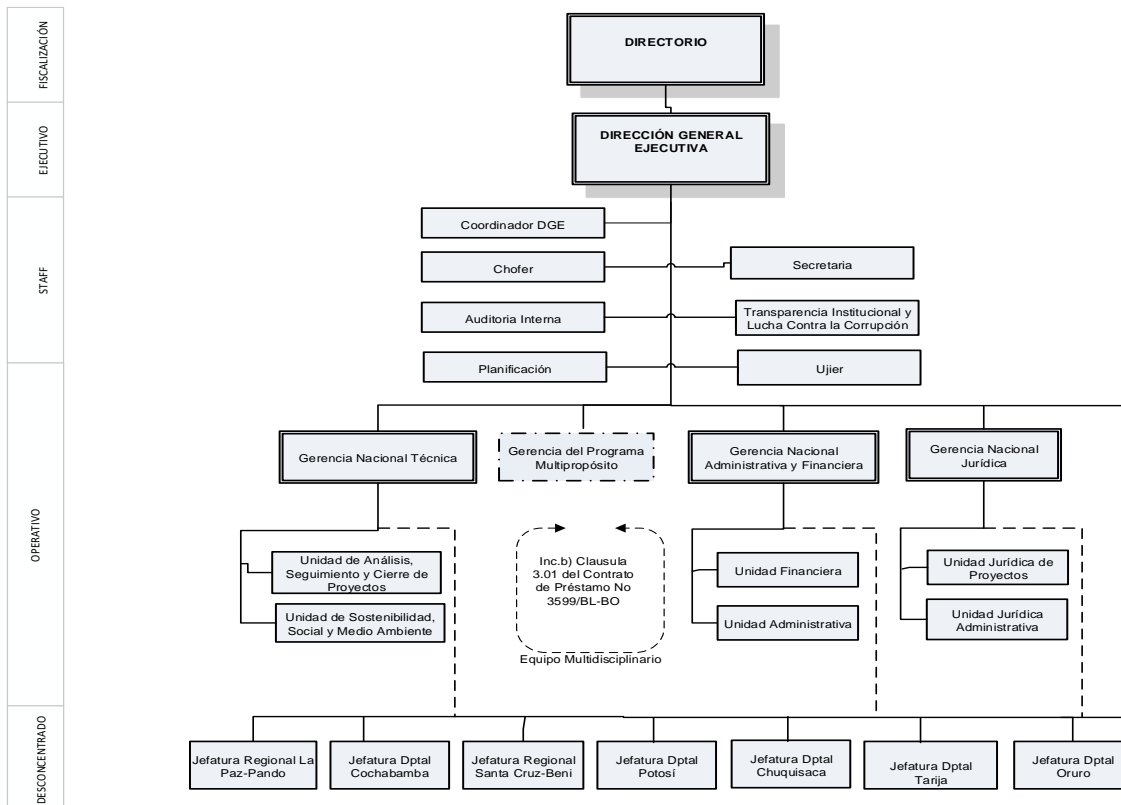 FISCALIZACIÓN
DIRECTORIO
EJECUTIVO
DIRECCIÓN GENERAL
EJECUTIVA
STAFF
Coordinador DGE
Chofer
Secretaria
Auditoria Interna
Transparencia Institucional y
Lucha Contra la Corrupción
Planificación
Ujier
OPERATIVO
Gerencia Nacional Técnica
Gerencia del Programa
Multipropósito
Gerencia Nacional
Administrativa y Financiera
Gerencia Nacional
Jurídica
Unidad de Análisis,
Seguimiento y Cierre de
Proyectos
Unidad de Sostenibilidad,
Social y Medio Ambiente
Inc.b) Clausula
3.01 del Contrato
de Préstamo No
3599/BL-BO
Equipo Multidisciplinario
Unidad Financiera
Unidad Administrativa
Unidad Jurídica de
Proyectos
Unidad Jurídica
Administrativa
DESCONCENTRADO
Jefatura Regional La
Paz-Pando
Jefatura Dptal
Cochabamba
Jefatura Regional
Santa Cruz-Beni
Jefatura Dptal
Potosí
Jefatura Dptal
Chuquisaca
Jefatura Dptal
Tarija
Jefatura Dptal
Oruro